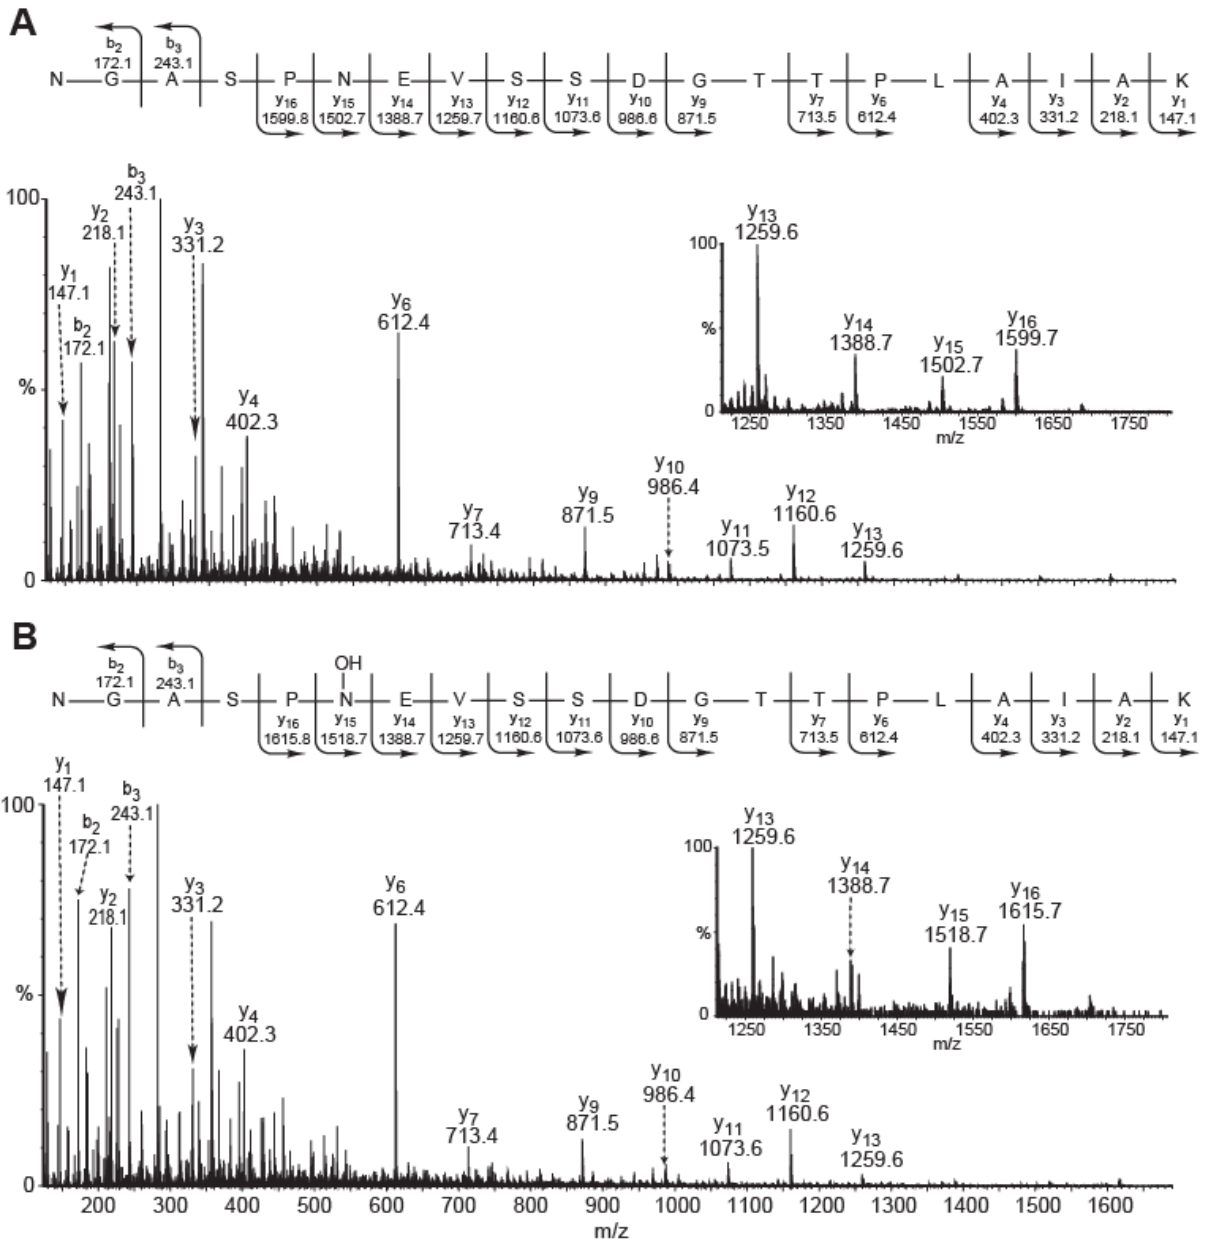 A
b2 b3
172.1 243.1
N G A S P N E V S S D G T T P L A I A K
y16 y15 y14 y13 y12 y11 y10 y9 y7 y6 y4 y3 y2 y1
1599.8 1502.7 1388.7 1259.7 1160.6 1073.6 986.6 871.5 713.5 612.4 402.3 331.2 218.1 147.1
b3
243.1
y2
218.1
y3
331.2
y1
147.1
b2
172.1
y4
402.3
y6
612.4
y7
713.4
y9
871.5
y10
986.4
y11
1073.5
y12
1160.6
y13
1259.6
100
%
0
y13
1259.6
y14
1388.7
y15
1502.7
y16
1599.7
100
%
0
1250 1350 1450 1550 1650 1750
m/z
B
OH
b2 b3
172.1 243.1
N G A S P N E V S S D G T T P L A I A K
y16 y15 y14 y13 y12 y11 y10 y9 y7 y6 y4 y3 y2 y1
1615.8 1518.7 1388.7 1259.7 1160.6 1073.6 986.6 871.5 713.5 612.4 402.3 331.2 218.1 147.1
y1
147.1
b2
172.1
b3
243.1
y2
218.1
y3
331.2
y4
402.3
y6
612.4
y7
713.4
y9
871.5
y10
986.4
y11
1073.6
y12
1160.6
y13
1259.6
100
%
0
y13
1259.6
y14
1388.7
y15
1518.7
y16
1615.7
100
%
0
1250 1350 1450 1550 1650 1750
m/z
200 300 400 500 600 700 800 900 1000 1100 1200 1300 1400 1500 1600
m/z